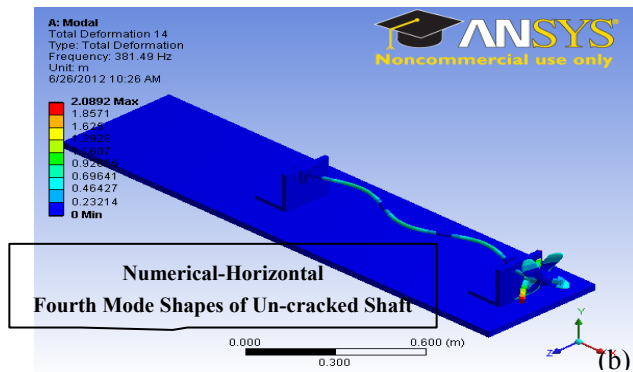 A: Modal
Total Deformation 14
Type: Total Deformation
Frequency: 381.49 Hz
Unit: m
6/26/2012 10:26 AM
ANSYS
Noncommercial use only
2.0892 Max
1.8571
0.69641
0.46427
0.23214
0 Min
Numerical-Horizontal
Fourth Mode Shapes of Un-cracked Shaft
0.000
0.600 (m)
0.300
Y
Z
X
(b)